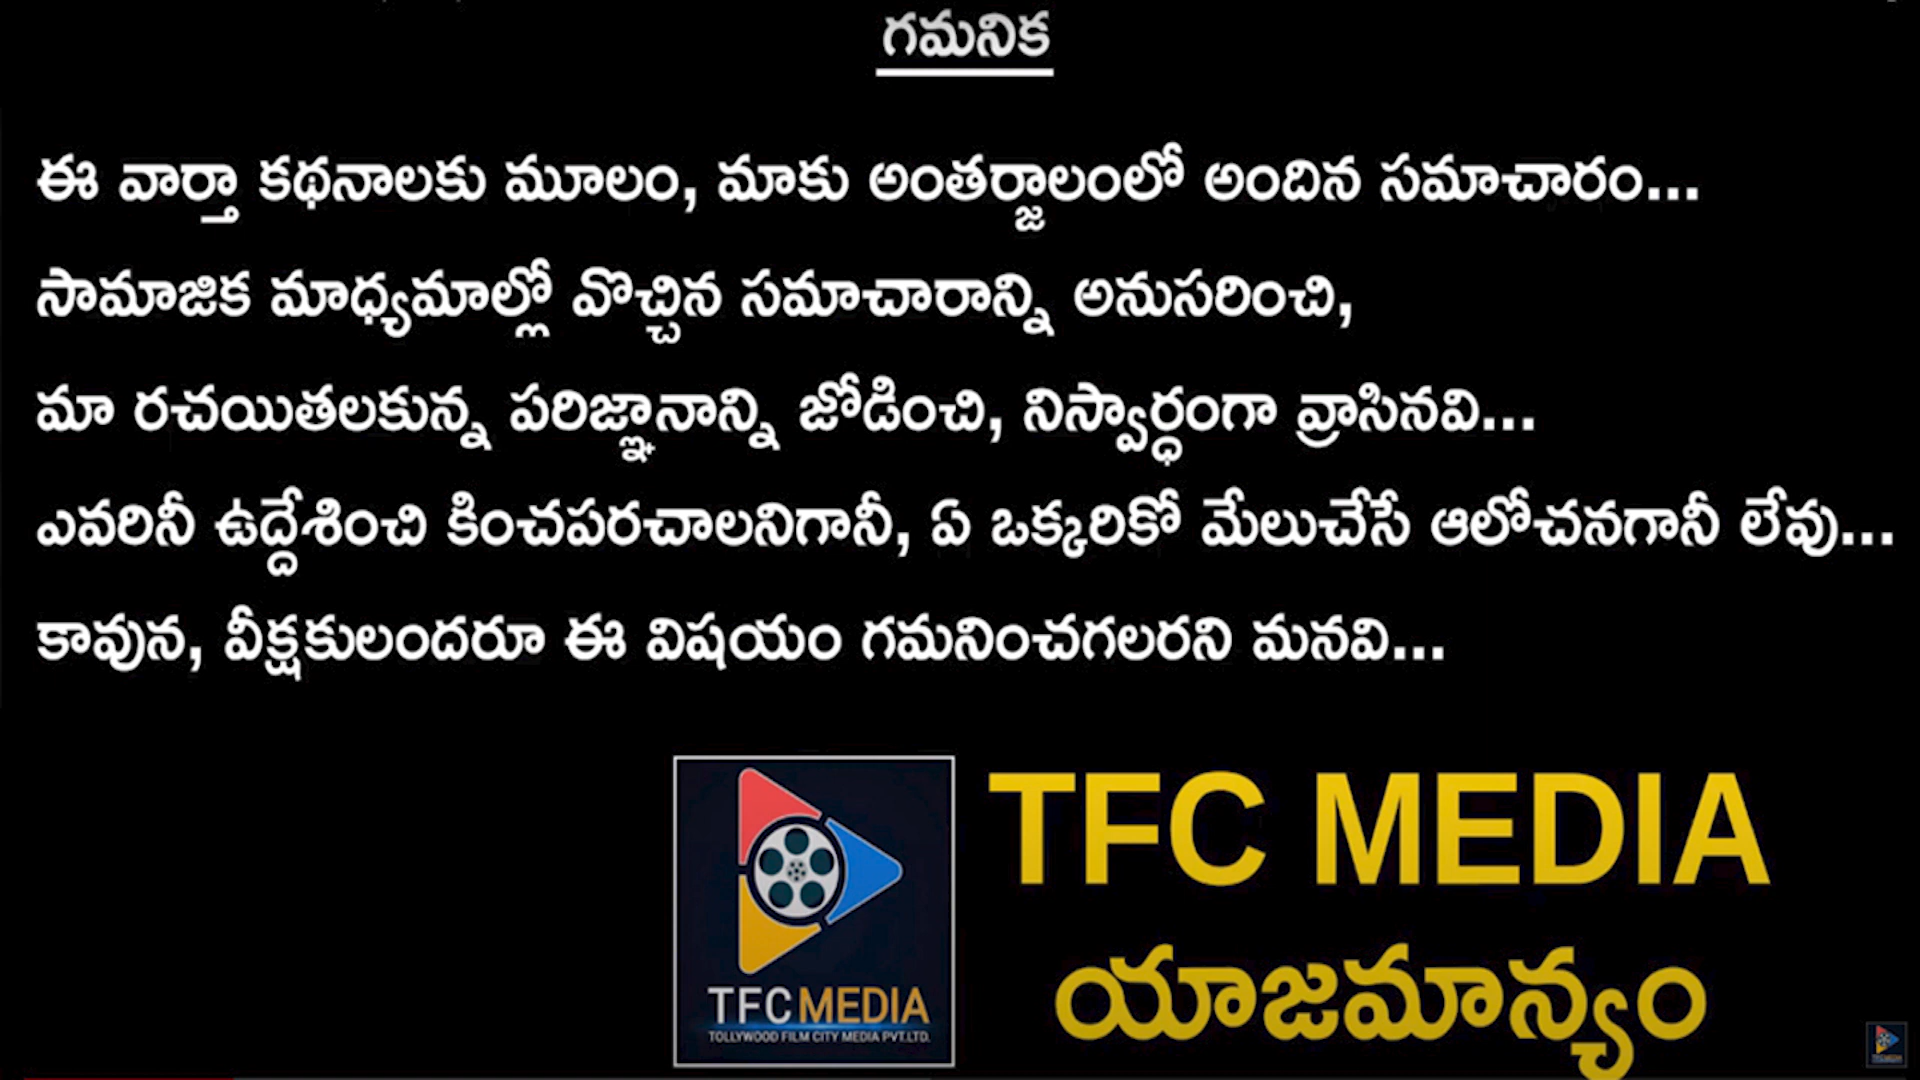 గమనిక
ఈ వార్తా కథనాలకు మూలం, మాకు అంతర్జాలంలో అందిన సమాచారం...
సామాజిక మాధ్యమాల్లో వొచ్చిన సమాచారాన్ని అనుసరించి,
మా రచయితలకున్న పరిజ్ఞానాన్ని జోడించి, నిస్వార్ధంగా వ్రాసినవి...
ఎవరినీ ఉద్దేశించి కించపరచాలనిగానీ, ఏ ఒక్కరికో మేలుచేసే ఆలోచనగానీ లేవు...
కావున, వీక్షకులందరూ ఈ విషయం గమనించగలరని మనవి...
TFC MEDIA
యాజమాన్యం
TFC MEDIA
TOLLYWOOD FILM CITY MEDIA PVT.LTD.
TFCMEDIA